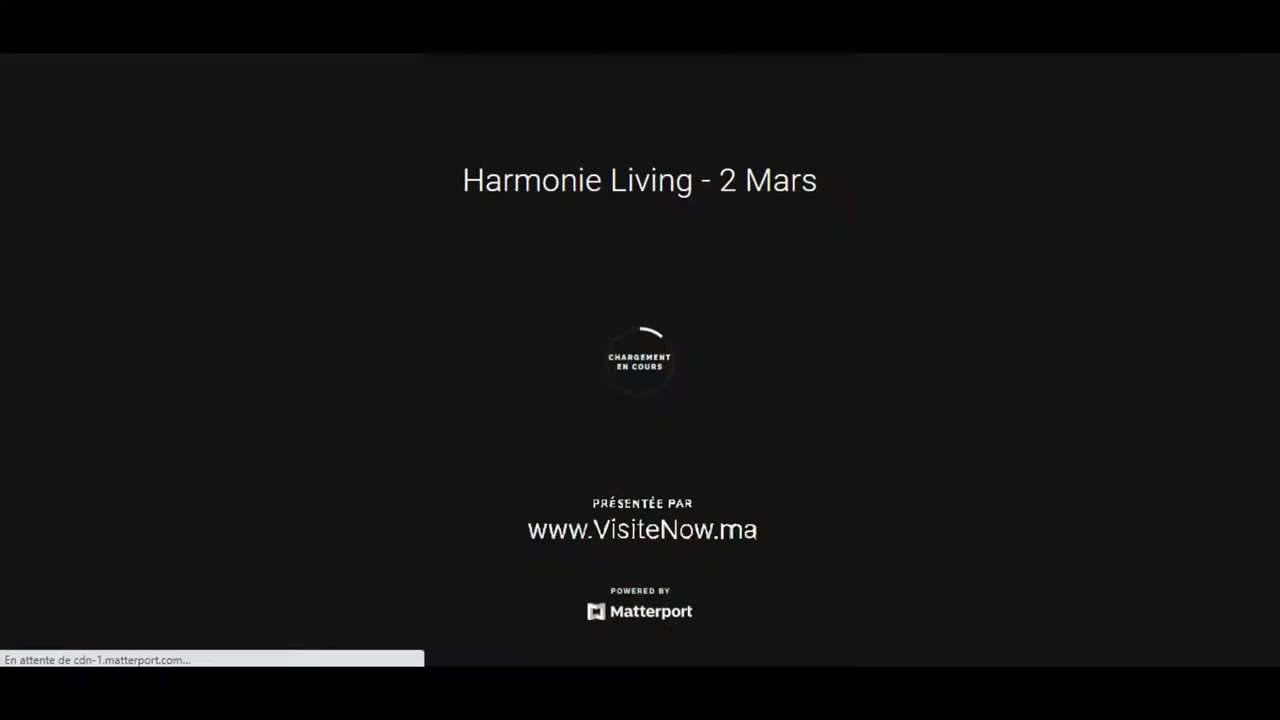 Harmonie Living - 2 Mars
CHARGEMENT
EN COURS
PRÉSENTÉE PAR
www.VisiteNow.ma
POWERED BY
Matterport
En attente de cdn-1.matterport.com...